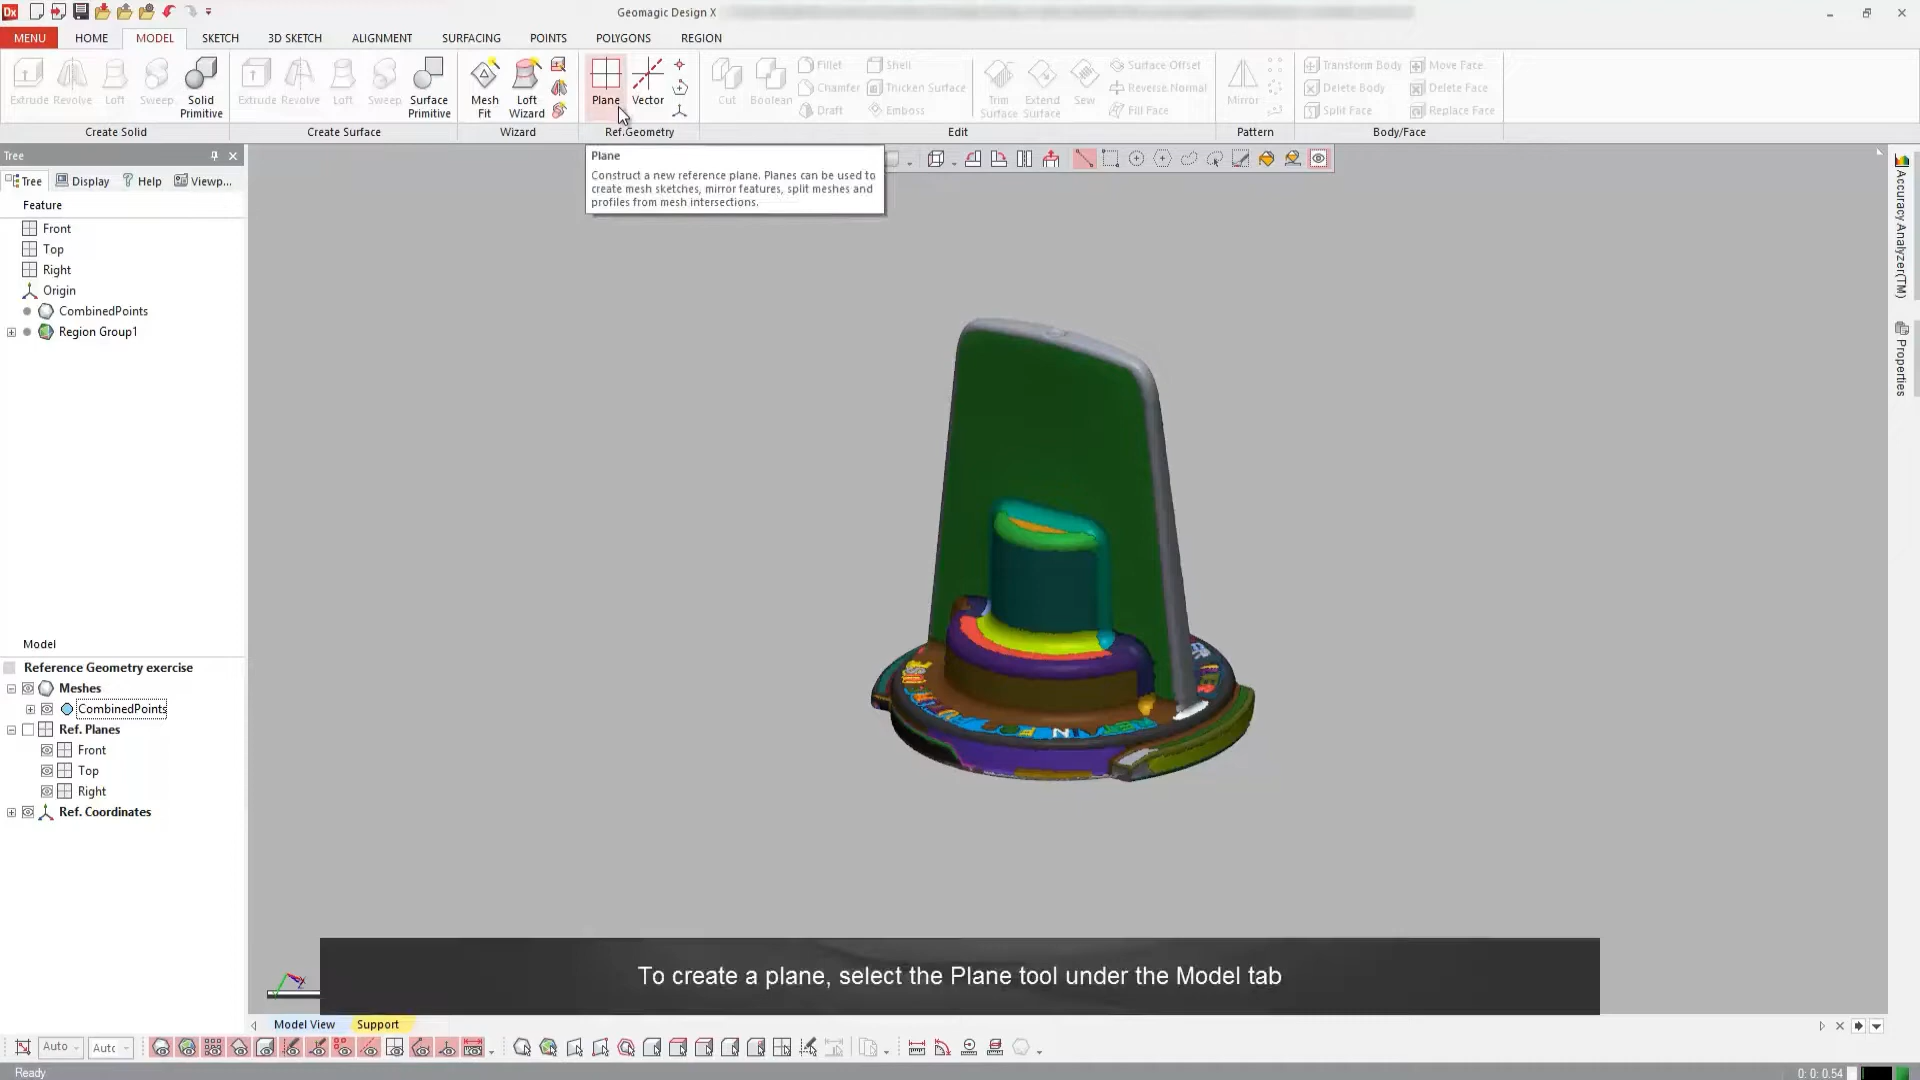 Dx
Geomagic Design X
MENU HOME MODEL SKETCH 3D SKETCH ALIGNMENT SURFACING POINTS POLYGONS REGION
Extrude Revolve Loft Sweep Solid Primitive
Create Solid
Extrude Revolve Loft Sweep Surface Primitive
Create Surface
Mesh Fit Loft Wizard
Wizard
Plane Vector
Ref.Geometry
Cut Boolean Fillet Chamfer Draft Shell Thicken Surface Emboss Trim Surface Extend Surface Sew Surface Offset Reverse Normal Fill Face
Edit
Mirror
Pattern
Transform Body Delete Body Split Face Move Face Delete Face Replace Face
Body/Face
Plane
Construct a new reference plane. Planes can be used to
create mesh sketches, mirror features, split meshes and
profiles from mesh intersections.
Tree
Tree Display Help Viewp...
Feature
Front
Top
Right
Origin
CombinedPoints
Region Group1
Model
Reference Geometry exercise
Meshes
CombinedPoints
Ref. Planes
Front
Top
Right
Ref. Coordinates
Accuracy Analyzer(TM)
Properties
To create a plane, select the Plane tool under the Model tab
Model View Support
Auto
Ready
0: 0: 0.54